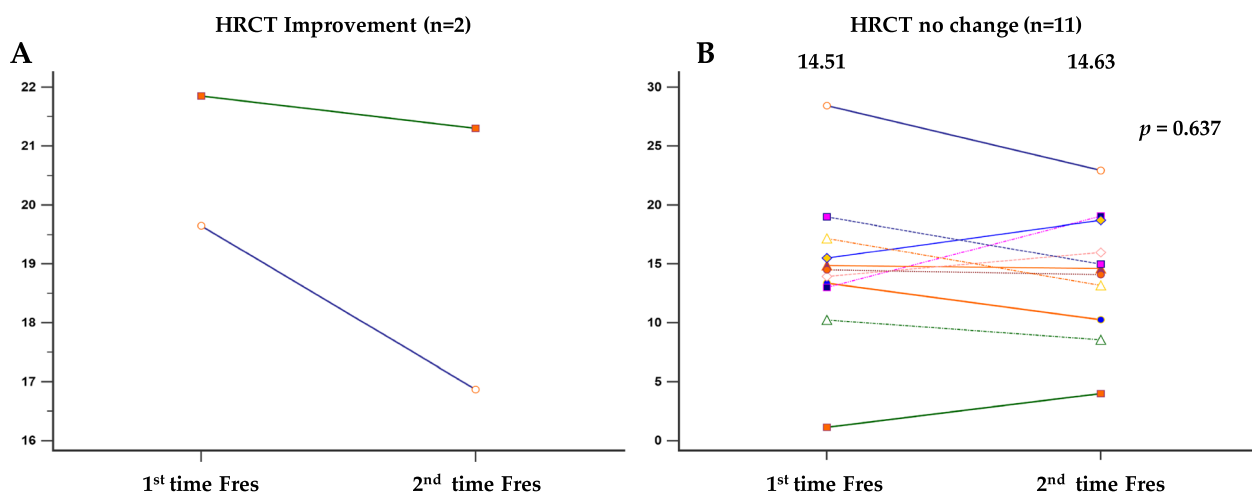 HRCT Improvement (n=2)
A
22
21
20
19
18
17
16
1st time Fres
2nd time Fres
HRCT no change (n=11)
B
14.51
14.63
p = 0.637
30
25
20
15
10
5
0
1st time Fres
2nd time Fres